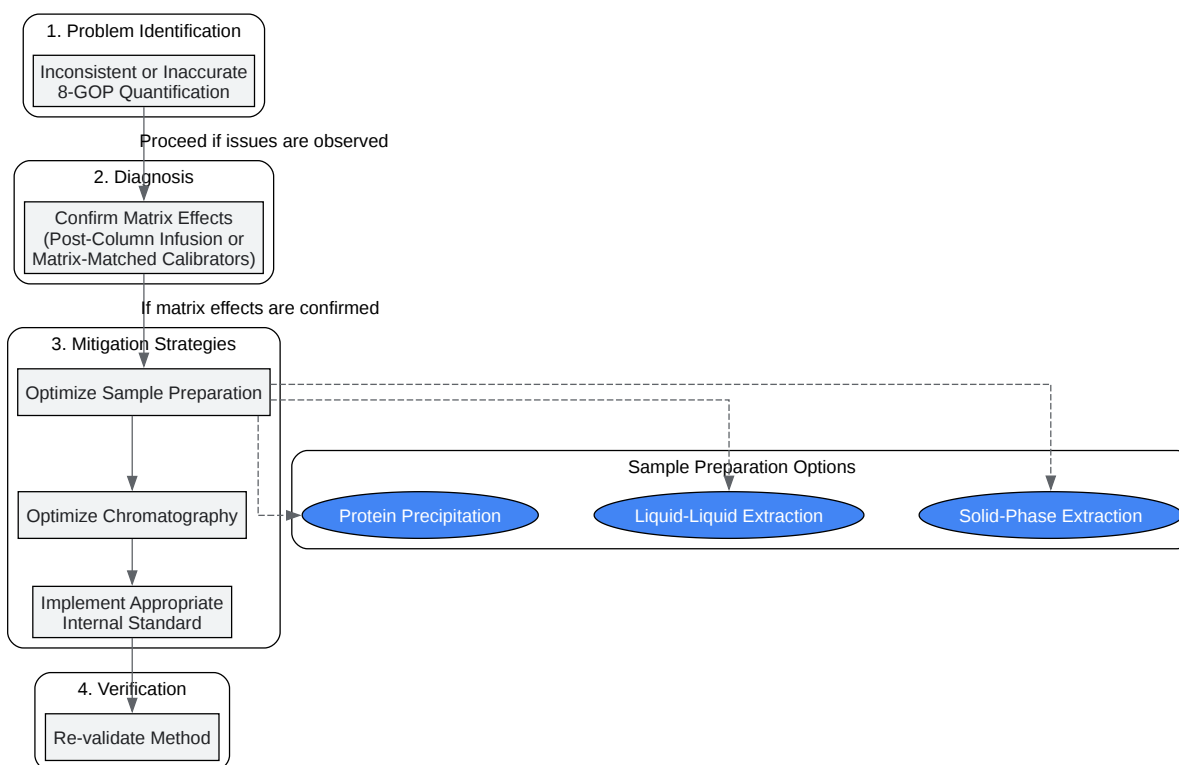 1. Problem Identification
Inconsistent or Inaccurate
8-GOP Quantification
Proceed if issues are observed
2. Diagnosis
Confirm Matrix Effects
(Post-Column Infusion or
Matrix-Matched Calibrators)
If matrix effects are confirmed
3. Mitigation Strategies
Optimize Sample Preparation
Sample Preparation Options
Optimize Chromatography
Protein Precipitation
Liquid-Liquid Extraction
Solid-Phase Extraction
Implement Appropriate
Internal Standard
4. Verification
Re-validate Method